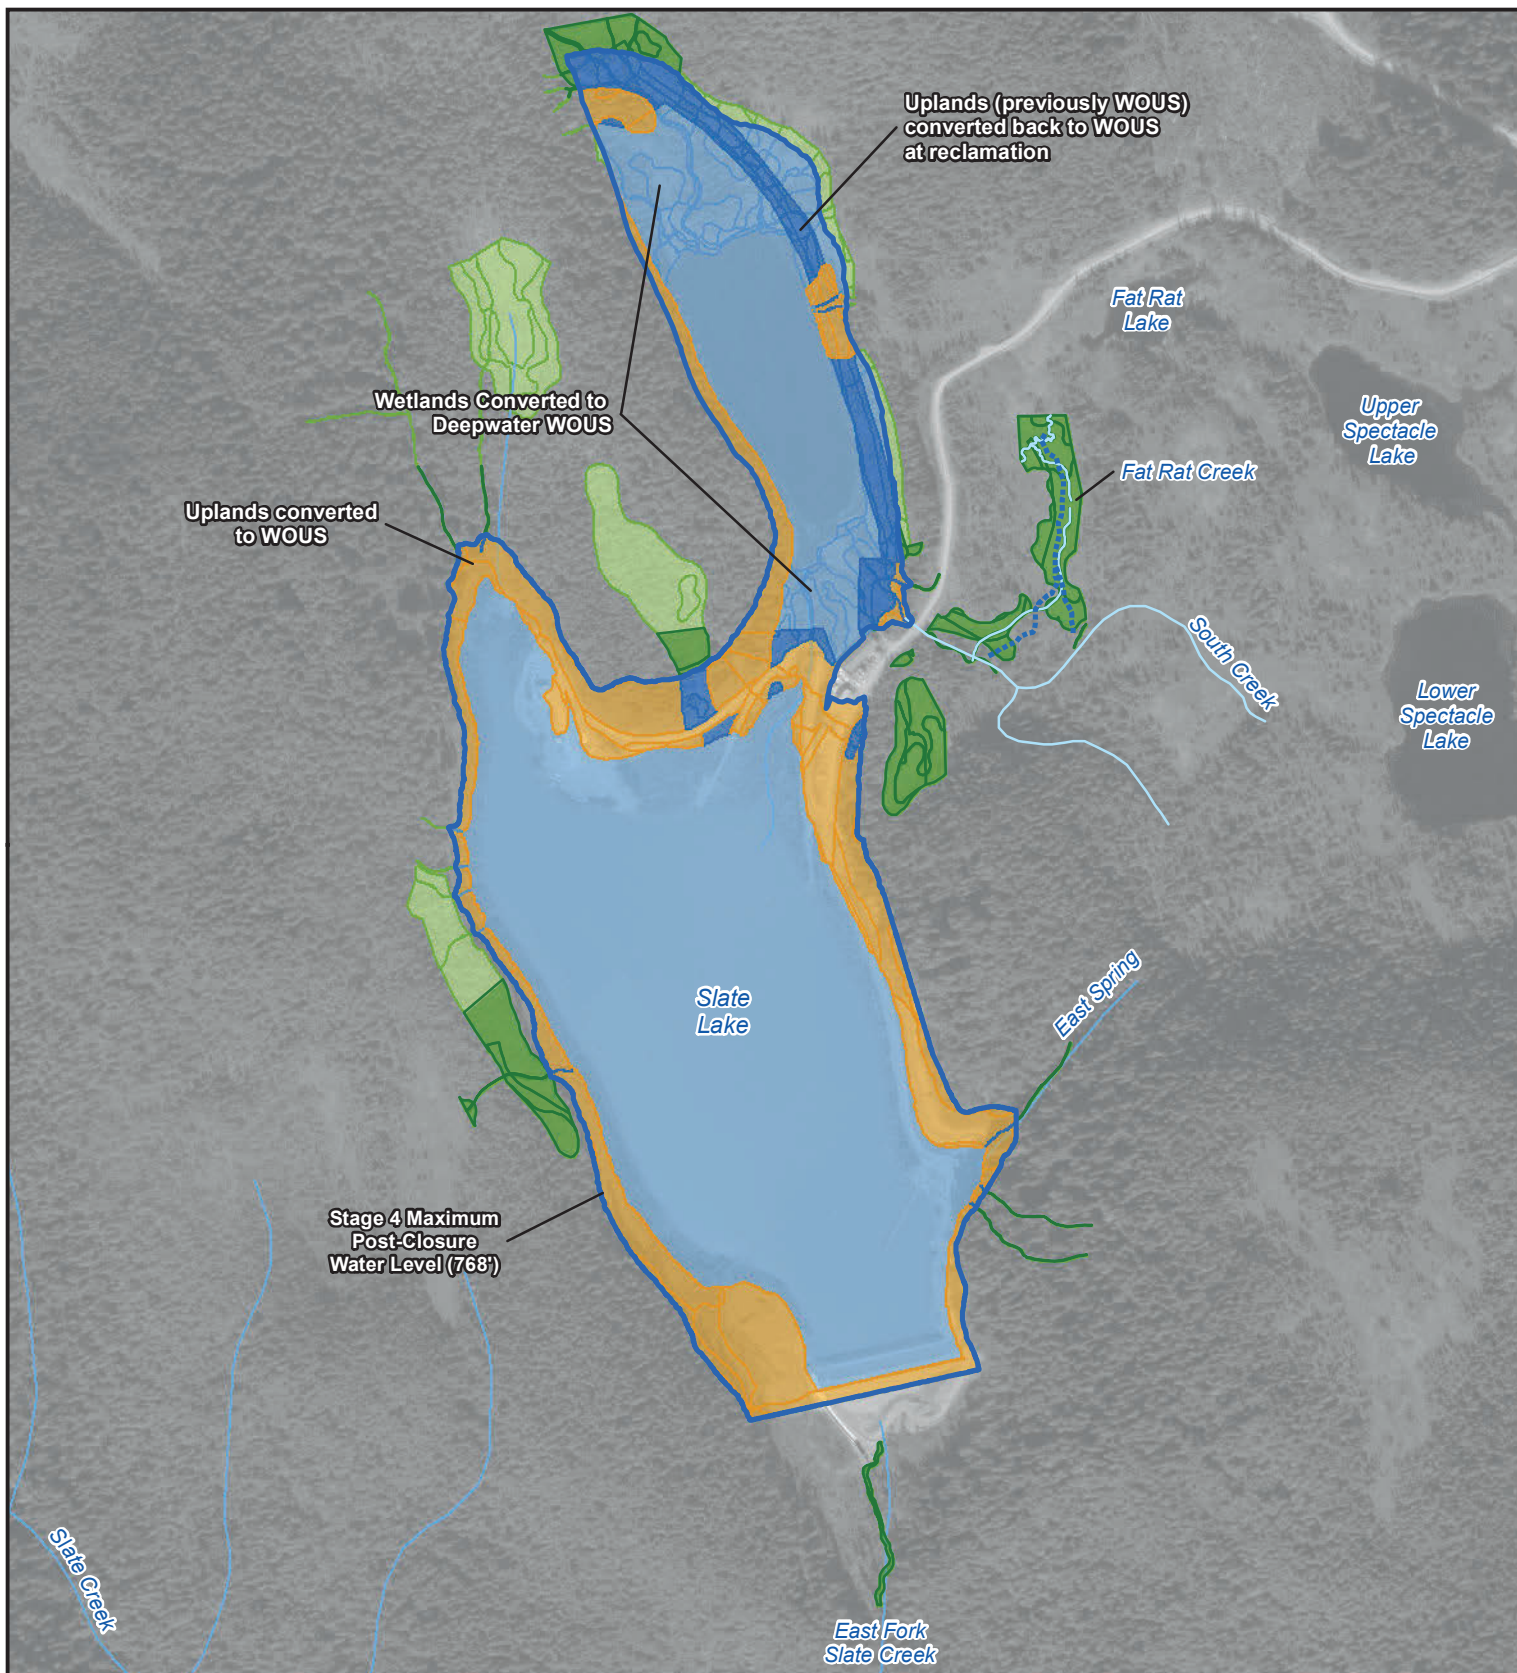 Uplands (previously WOUS)
converted back to WOUS
at reclamation
Fat Rat
Lake
Wetlands Converted to
Deepwater WOUS
Upper
Spectacle
Lake
Fat Rat Creek
Uplands converted
to WOUS
South Creek
Lower
Spectacle
Lake
Slate
Lake
East Spring
Stage 4 Maximum
Post-Closure
Water Level (768')
Slate Creek
East Fork
Slate Creek